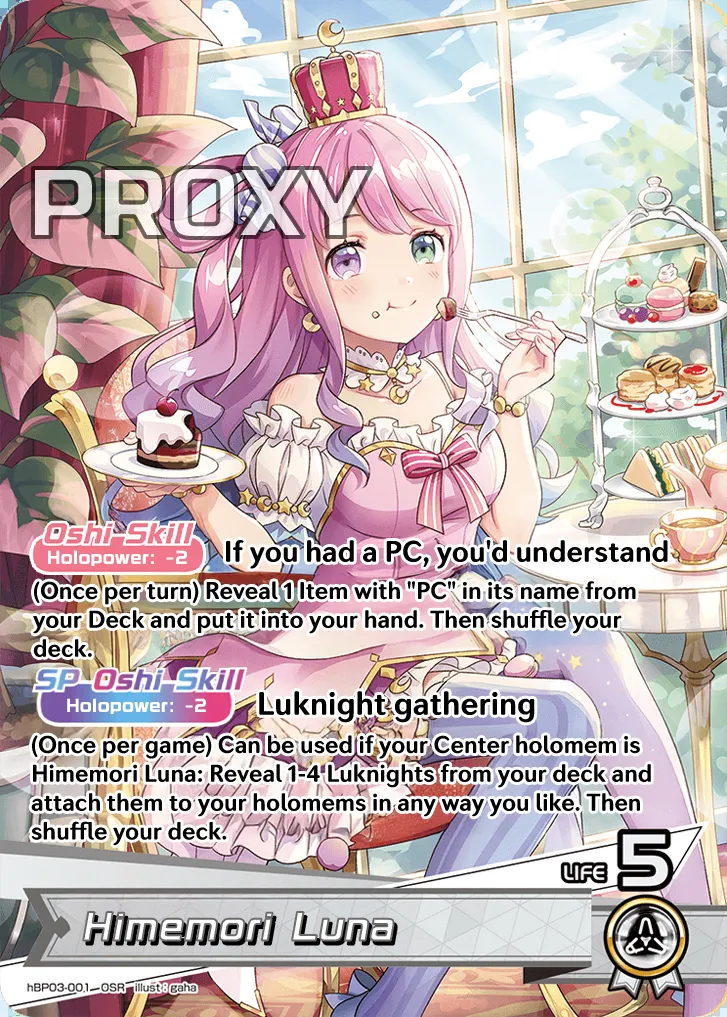 PROXY
Oshi Skill
Holopower: -2
If you had a PC, you'd understand
(Once per turn) Reveal 1 Item with "PC" in its name from
your Deck and put it into your hand. Then shuffle your
deck.
SP Oshi Skill
Holopower: -2
Luknight gathering
(Once per game) Can be used if your Center holomem is
Himemori Luna: Reveal 1-4 Luknights from your deck and
attach them to your holomems in any way you like. Then
shuffle your deck.
LIFE 5
Himemori Luna
hBP03-001 OSR illust : gaha